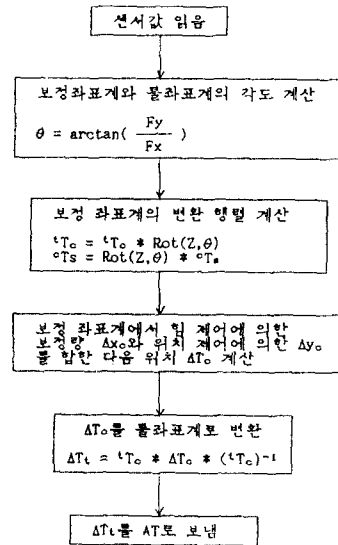 센서값 읽음
보정좌표계와 툴좌표계의 각도 계산
θ = arctan( Fy / Fx )
보정 좌표계의 변환 행렬 계산
ᵗTc = ᵗTc * Rot(Z,θ)
ᶜTs = Rot(Z,θ) * ᶜTs
보정 좌표계에서 힘 제어에 의한
보정량 Δxc와 위치 제어에 의한 Δyc
를 합한 다음 위치 ΔTc 계산
ΔTc를 툴좌표계로 변환
ΔTt = ᵗTc * ΔTc * (ᵗTc)⁻¹
ΔTt를 AT로 보냄